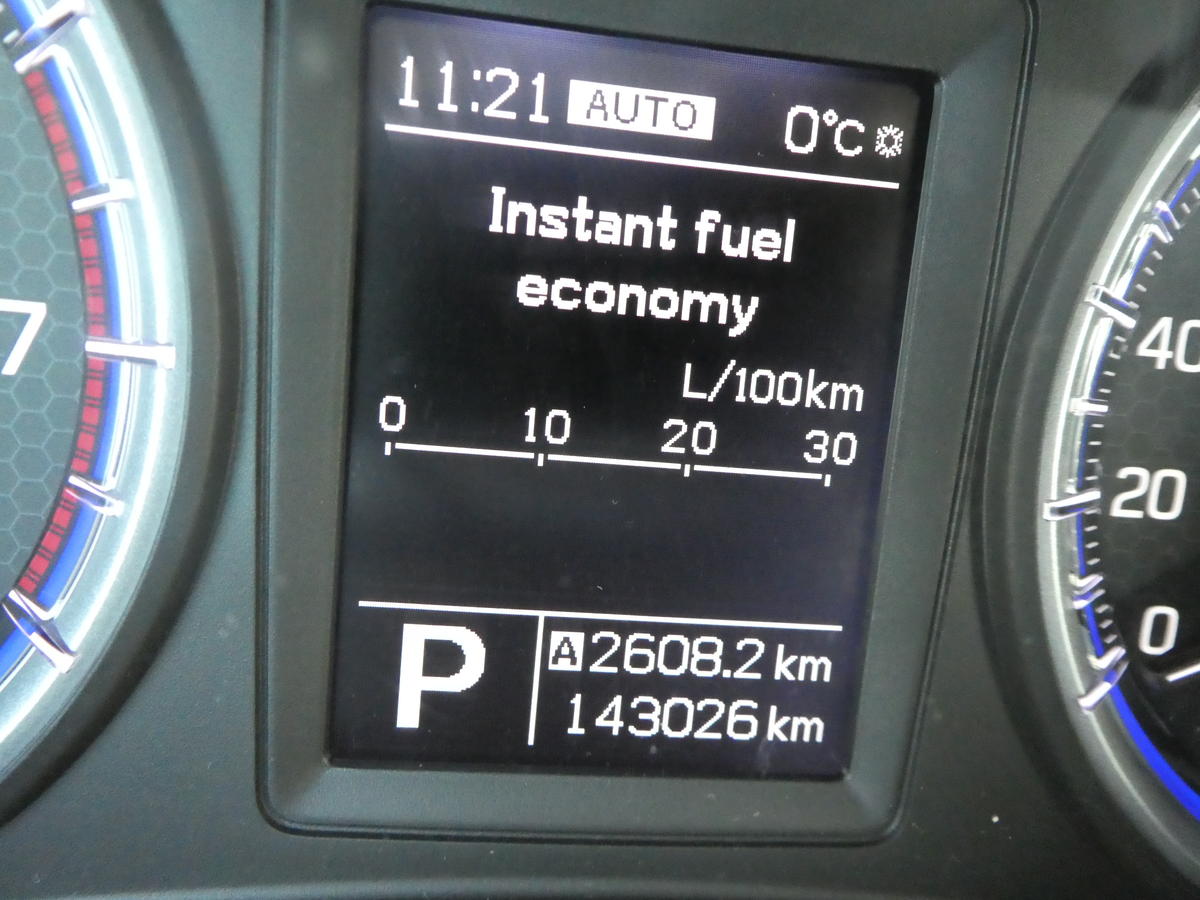 11:21 AUTO 0°C
Instant fuel
economy
L/100km
0 10 20 30
P
A 2608.2 km
143026 km
7
40
20
0